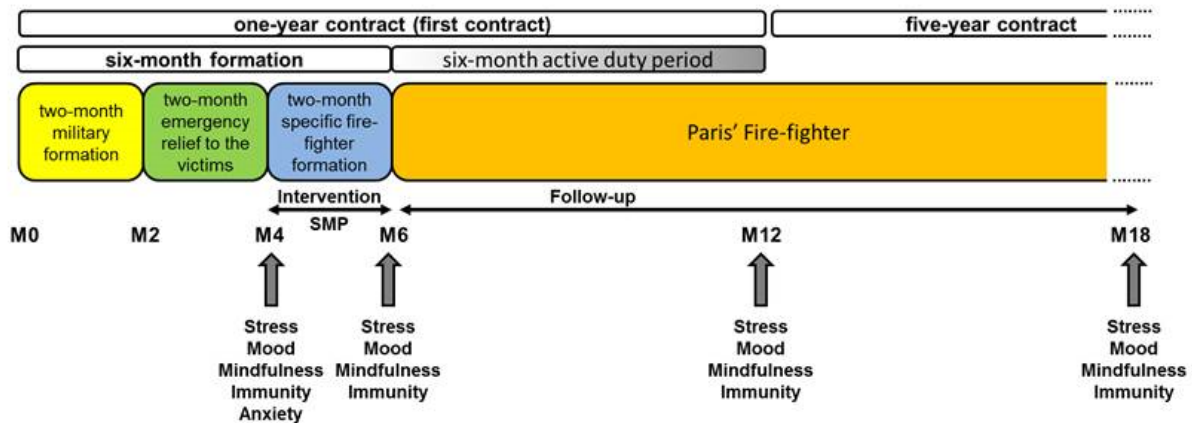 one-year contract (first contract)
five-year contract
six-month formation
six-month active duty period
two-month
military
formation
two-month
emergency
relief to the
victims
two-month
specific fire-
fighter
formation
Paris' Fire-fighter
Intervention
SMP
Follow-up
M0
M2
M4
M6
M12
M18
Stress
Mood
Mindfulness
Immunity
Anxiety
Stress
Mood
Mindfulness
Immunity
Stress
Mood
Mindfulness
Immunity
Stress
Mood
Mindfulness
Immunity